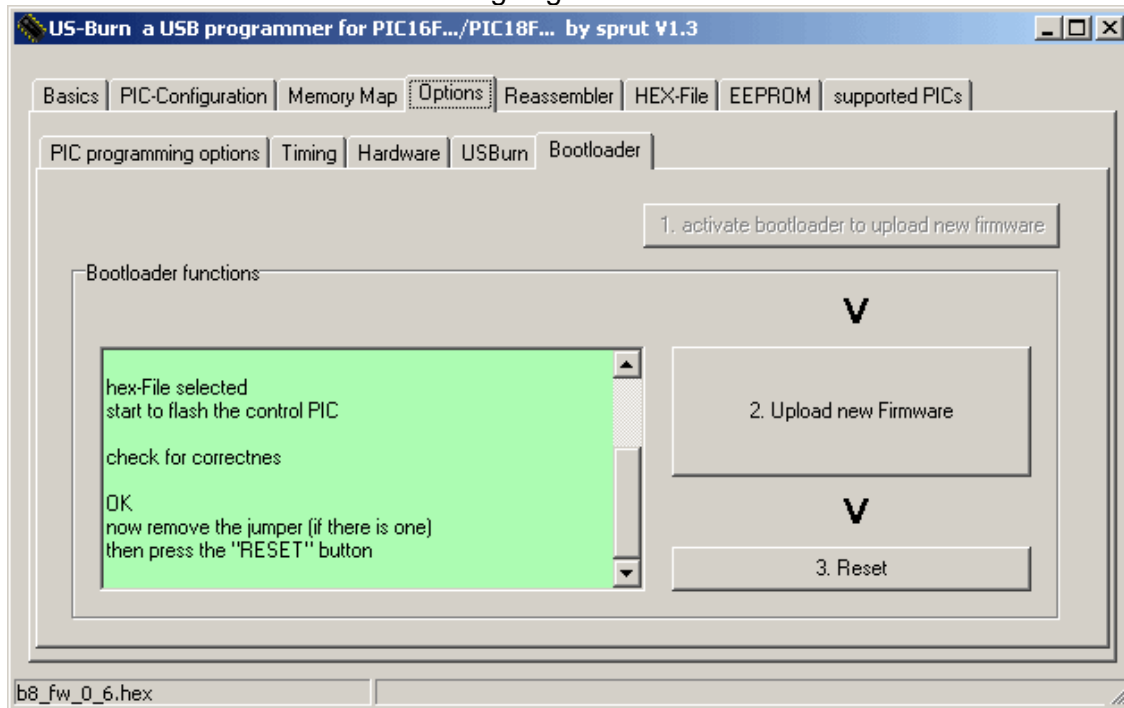 US-Burn a USB programmer for PIC16F.../PIC18F... by sprut V1.3
Basics PIC-Configuration Memory Map Options Reassembler HEX-File EEPROM supported PICs
PIC programming options Timing Hardware USBurn Bootloader
1. activate bootloader to upload new firmware
Bootloader functions
V
hex-File selected
start to flash the control PIC
check for correctnes
OK
now remove the jumper (if there is one)
then press the "RESET" button
2. Upload new Firmware
V
3. Reset
b8_fw_0_6.hex